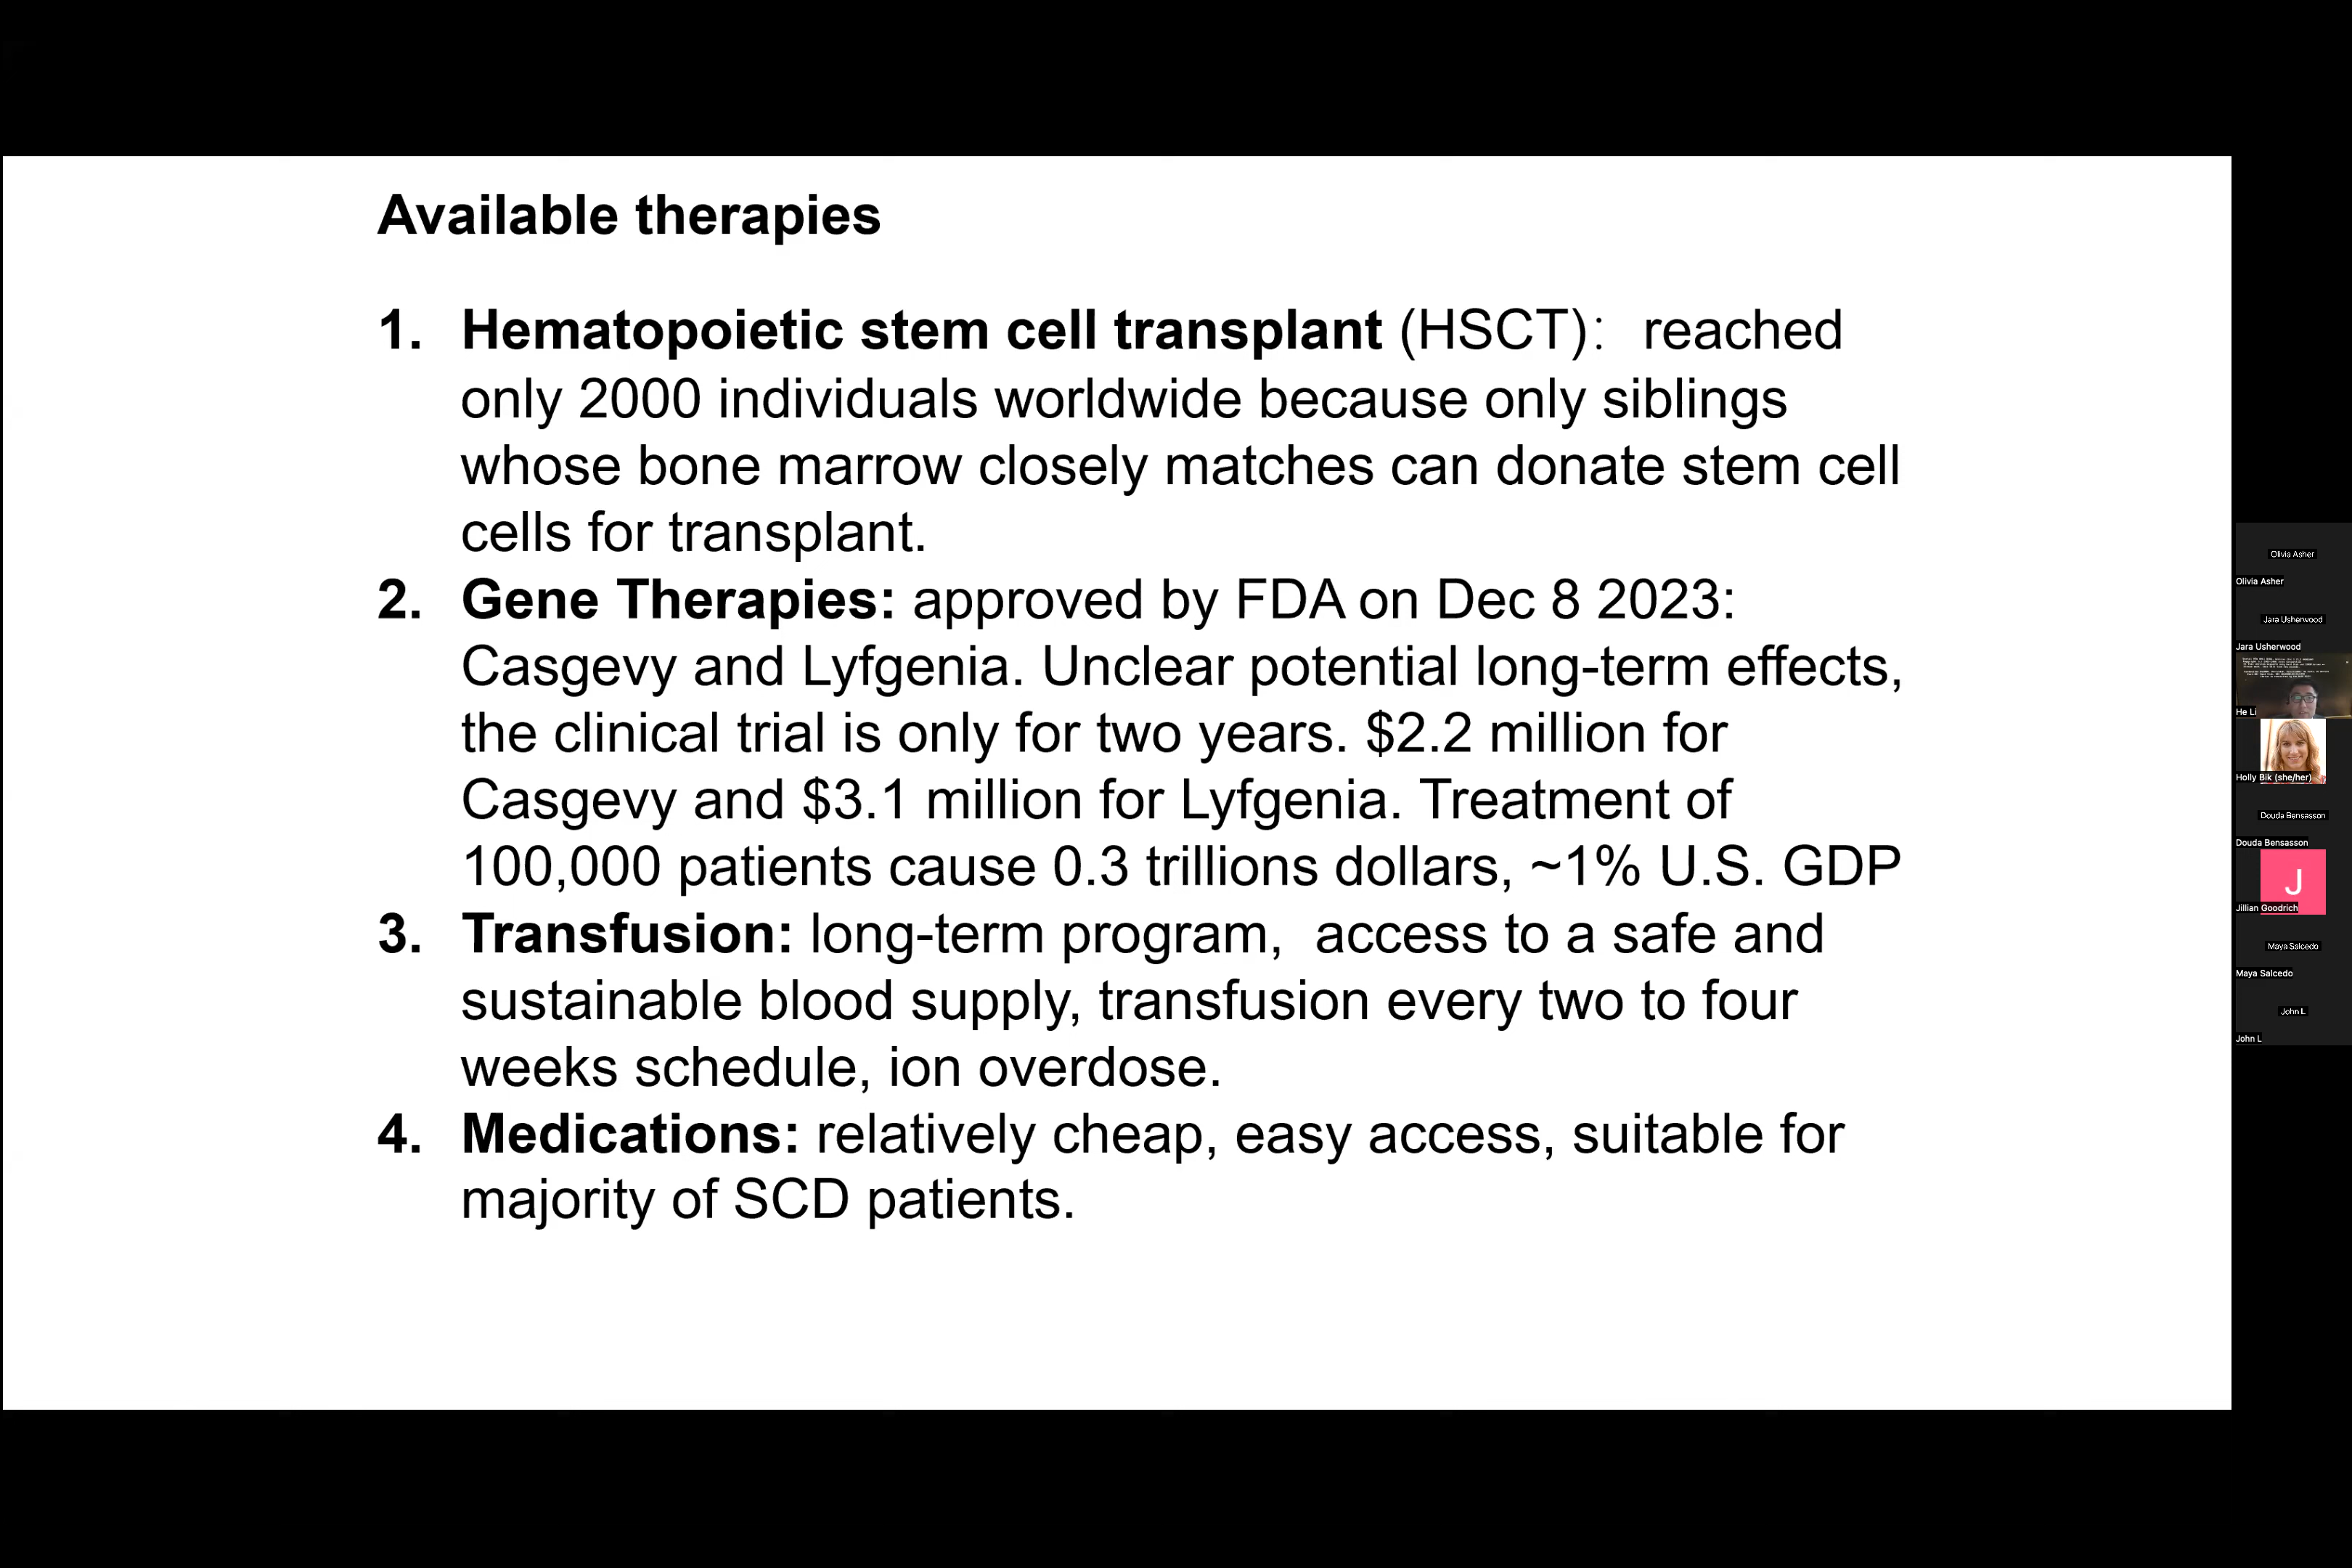 Available therapies
1. Hematopoietic stem cell transplant (HSCT): reached
only 2000 individuals worldwide because only siblings
whose bone marrow closely matches can donate stem cell
cells for transplant.
2. Gene Therapies: approved by FDA on Dec 8 2023:
Casgevy and Lyfgenia. Unclear potential long-term effects,
the clinical trial is only for two years. $2.2 million for
Casgevy and $3.1 million for Lyfgenia. Treatment of
100,000 patients cause 0.3 trillions dollars, ~1% U.S. GDP
3. Transfusion: long-term program, access to a safe and
sustainable blood supply, transfusion every two to four
weeks schedule, ion overdose.
4. Medications: relatively cheap, easy access, suitable for
majority of SCD patients.
Olivia Asher
Olivia Asher
Jara Usherwood
Jara Usherwood
He Li
Holly Bik (she/her)
Douda Bensasson
Douda Bensasson
J
Jillian Goodrich
Maya Salcedo
Maya Salcedo
John L
John L